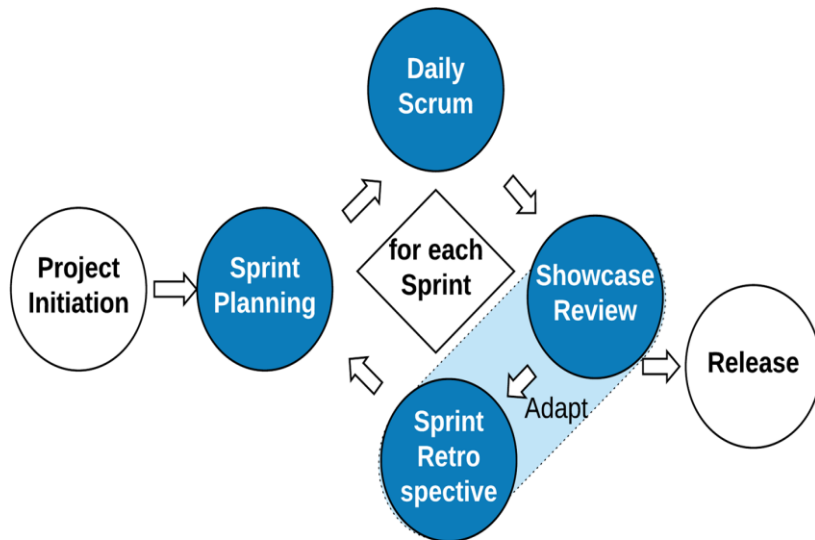 Daily
Scrum
Project
Initiation
Sprint
Planning
for each
Sprint
Showcase
Review
Release
Adapt
Sprint
Retro
spective